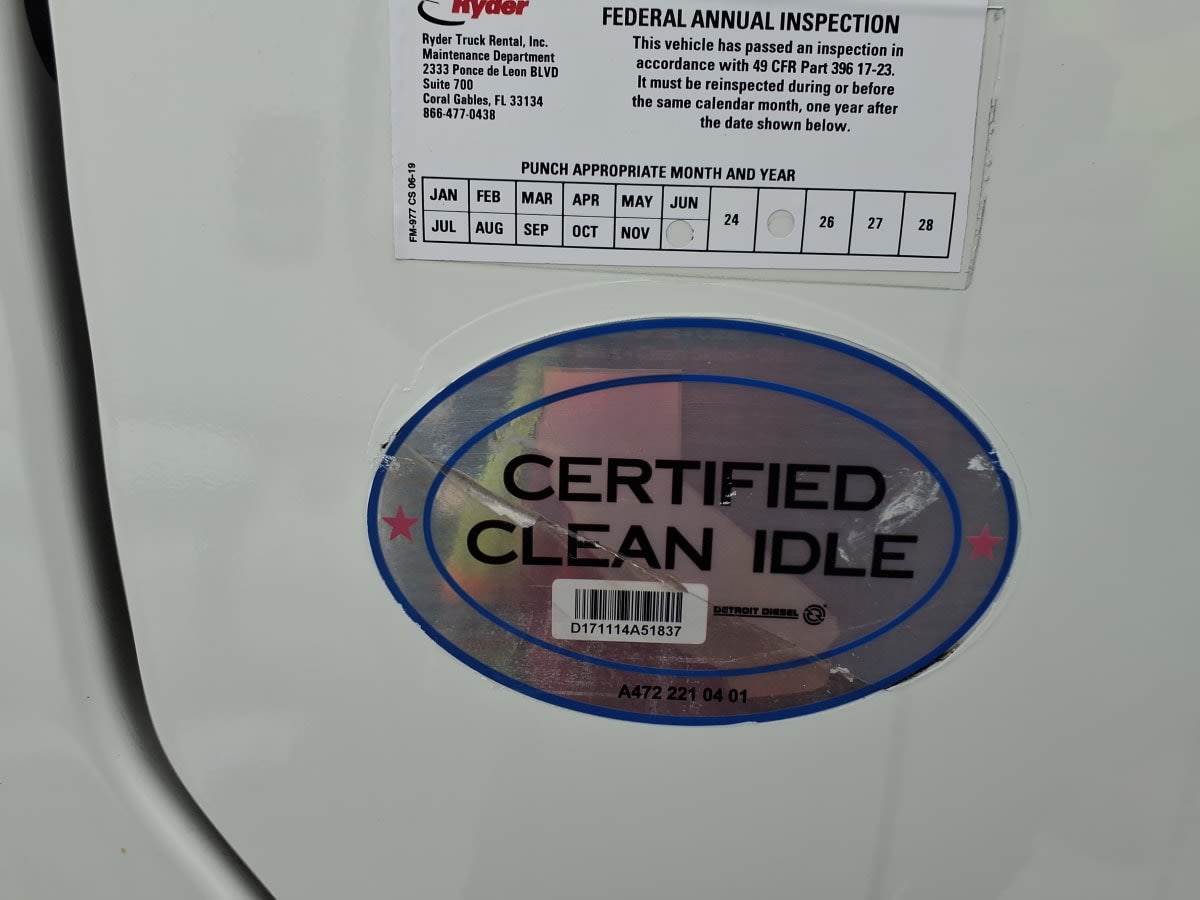 Ryder
Ryder Truck Rental, Inc.
Maintenance Department
2333 Ponce de Leon BLVD
Suite 700
Coral Gables, FL 33134
866-477-0438
FEDERAL ANNUAL INSPECTION
This vehicle has passed an inspection in
accordance with 49 CFR Part 396 17-23.
It must be reinspected during or before
the same calendar month, one year after
the date shown below.
FM-977 CS 06-19
PUNCH APPROPRIATE MONTH AND YEAR
JAN FEB MAR APR MAY JUN
JUL AUG SEP OCT NOV
24 26 27 28
CERTIFIED
CLEAN IDLE
D171114A51837
DETROIT DIESEL
A472 221 04 01